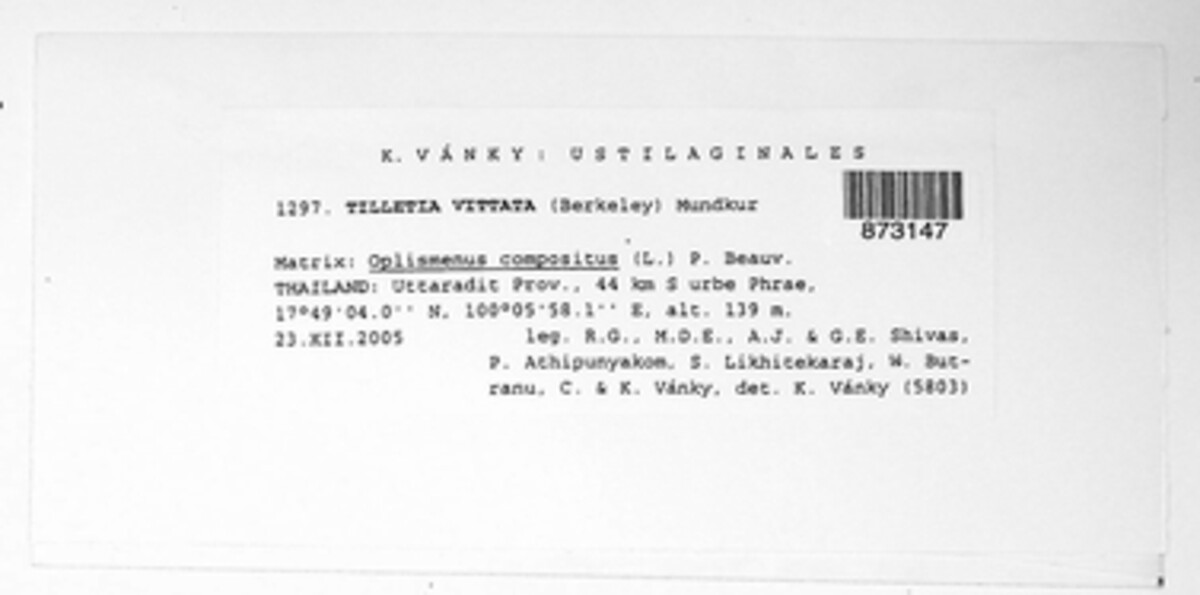 K. VÁNKY: USTILAGINALES
873147
1297. TILLETIA VITTATA (Berkeley) Mundkur
Matrix: Oplismenus compositus (L.) P. Beauv.
THAILAND: Uttaradit Prov., 44 km S urbe Phrae,
17°49'04.0'' N, 100°05'58.1'' E, alt. 139 m.
23.XII.2005 leg. R.G., M.D.E., A.J. & G.E. Shivas,
P. Athipunyakom, S. Likhitekaraj, W. But-
ranu, C. & K. Vánky, det. K. Vánky (5803)